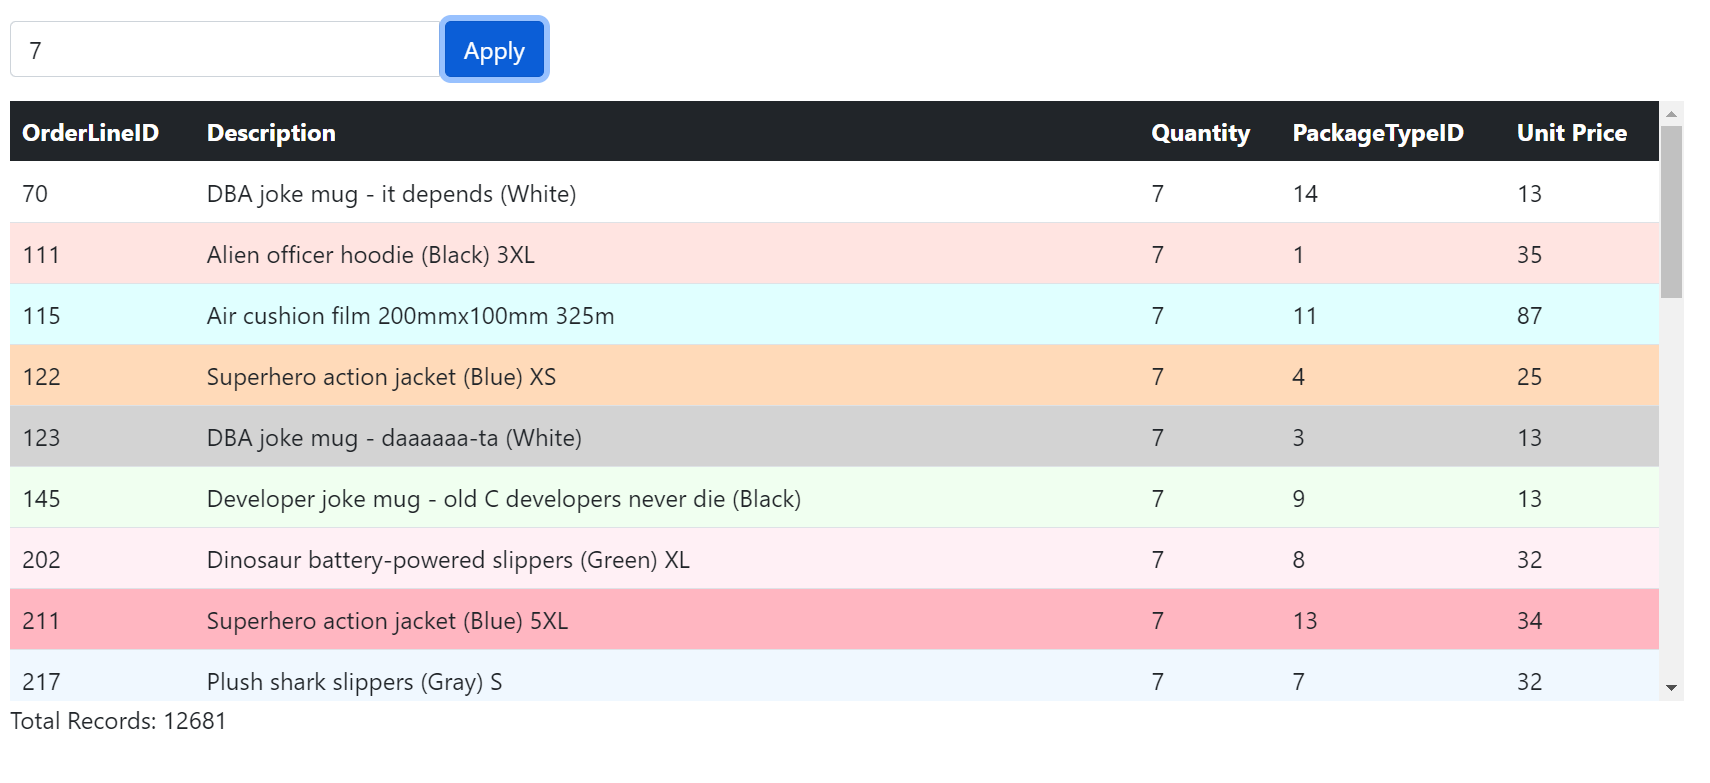 7 Apply
OrderLineID Description Quantity PackageTypeID Unit Price
70 DBA joke mug - it depends (White) 7 14 13
111 Alien officer hoodie (Black) 3XL 7 1 35
115 Air cushion film 200mmx100mm 325m 7 11 87
122 Superhero action jacket (Blue) XS 7 4 25
123 DBA joke mug - daaaaaa-ta (White) 7 3 13
145 Developer joke mug - old C developers never die (Black) 7 9 13
202 Dinosaur battery-powered slippers (Green) XL 7 8 32
211 Superhero action jacket (Blue) 5XL 7 13 34
217 Plush shark slippers (Gray) S 7 7 32
Total Records: 12681